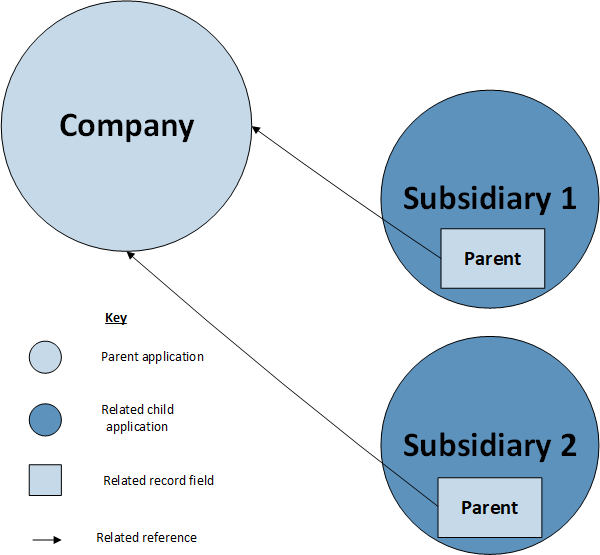 Company
Subsidiary 1
Parent
Key
Parent application
Related child
application
Subsidiary 2
Related record field
Parent
Related reference